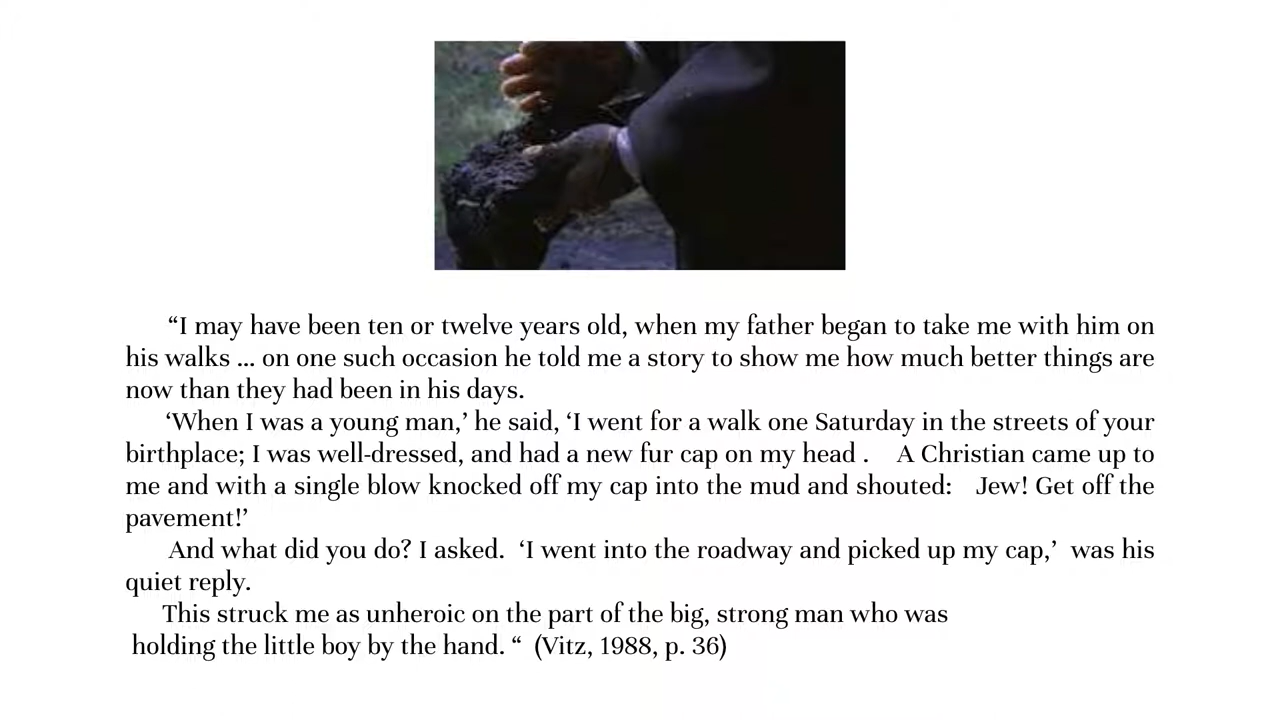 “I may have been ten or twelve years old, when my father began to take me with him on
his walks ... on one such occasion he told me a story to show me how much better things are
now than they had been in his days.
‘When I was a young man,’ he said, ‘I went for a walk one Saturday in the streets of your
birthplace; I was well-dressed, and had a new fur cap on my head . A Christian came up to
me and with a single blow knocked off my cap into the mud and shouted: Jew! Get off the
pavement!’
And what did you do? I asked. ‘I went into the roadway and picked up my cap,’ was his
quiet reply.
This struck me as unheroic on the part of the big, strong man who was
holding the little boy by the hand. “ (Vitz, 1988, p. 36)